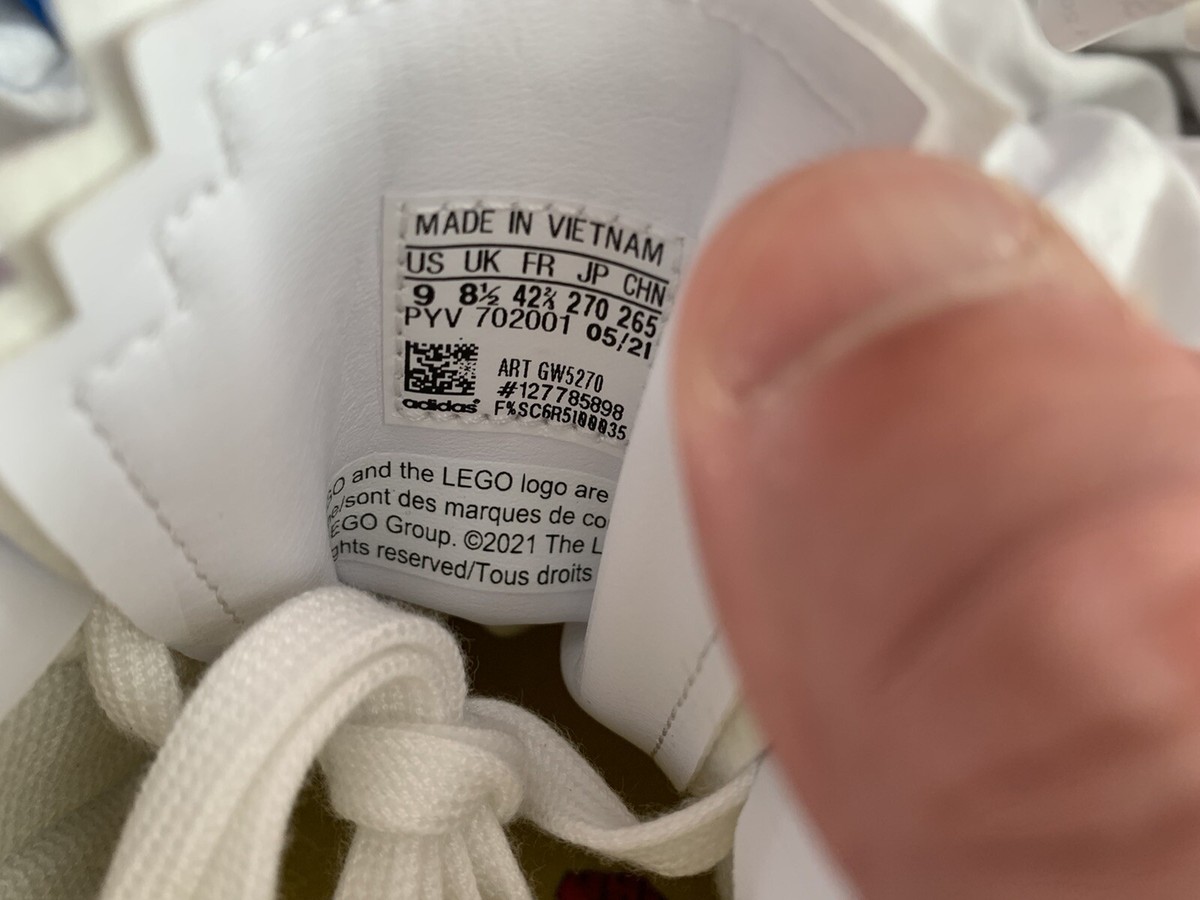 MADE IN VIETNAM
US UK FR JP CHN
9 8½ 42⅔ 270 265
PYV 702001 05/21
ART GW5270
#127785898
adidas
F%SC6R5100035
and the LEGO logo are
/sont des marques de co
EGO Group. ©2021 The L
ghts reserved/Tous droits